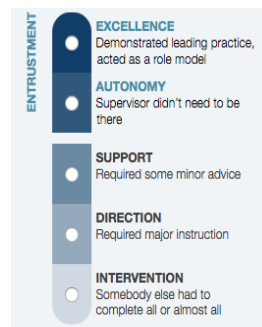 ENTRUSTMENT
EXCELLENCE
Demonstrated leading practice,
acted as a role model
AUTONOMY
Supervisor didn't need to be
there
SUPPORT
Required some minor advice
DIRECTION
Required major instruction
INTERVENTION
Somebody else had to
complete all or almost all